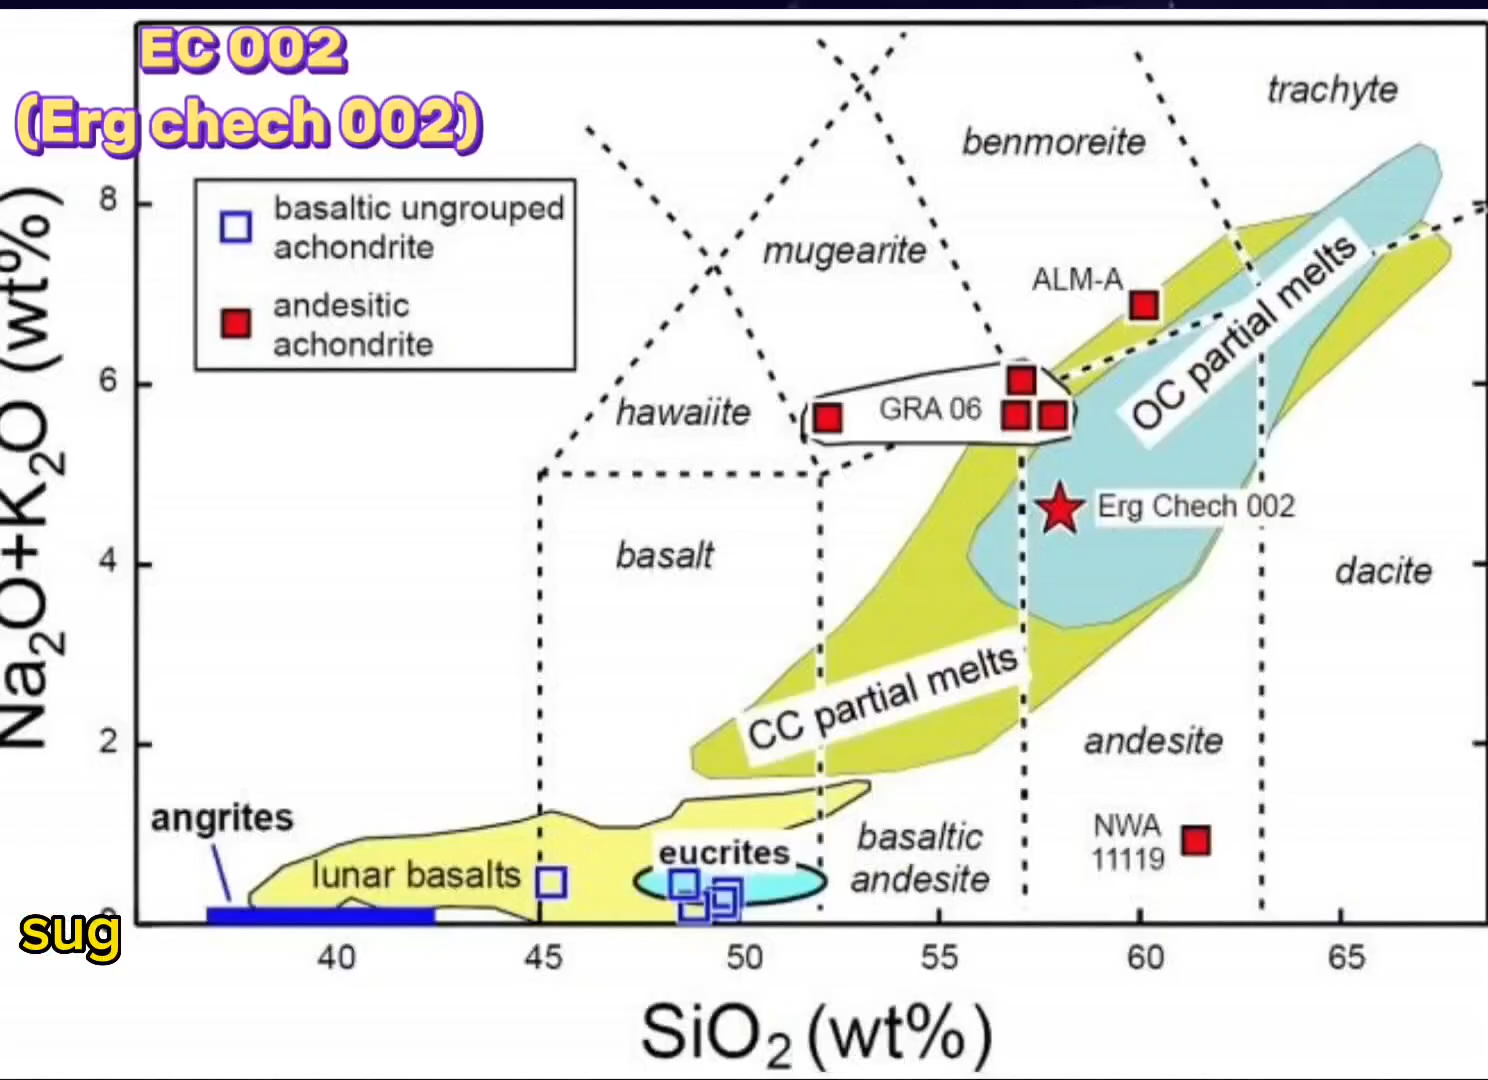 EC 002
(Erg chech 002)
basaltic ungrouped
achondrite
andesitic
achondrite
trachyte
benmoreite
mugearite
hawaiite
ALM-A
GRA 06
OC partial melts
Erg Chech 002
basalt
dacite
CC partial melts
andesite
angrites
lunar basalts
eucrites
basaltic
andesite
NWA
11119
sug
8
6
4
2
40
45
50
55
60
65
Na₂O+K₂O (wt%)
SiO₂ (wt%)